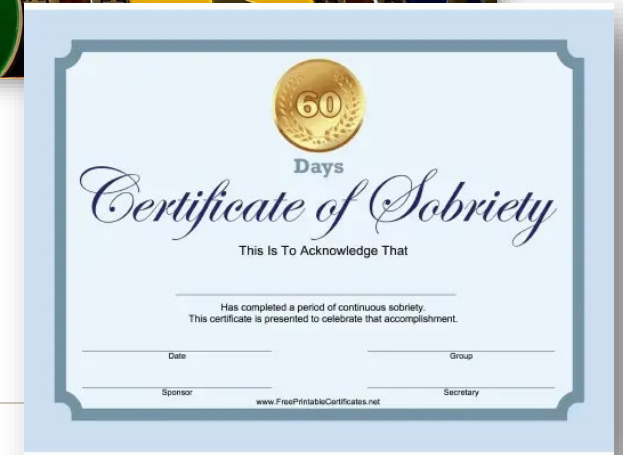 60
Days
Certificate of Sobriety
This Is To Acknowledge That
Has completed a period of continuous sobriety.
This certificate is presented to celebrate that accomplishment.
Date Group
Sponsor Secretary
www.FreePrintableCertificates.net